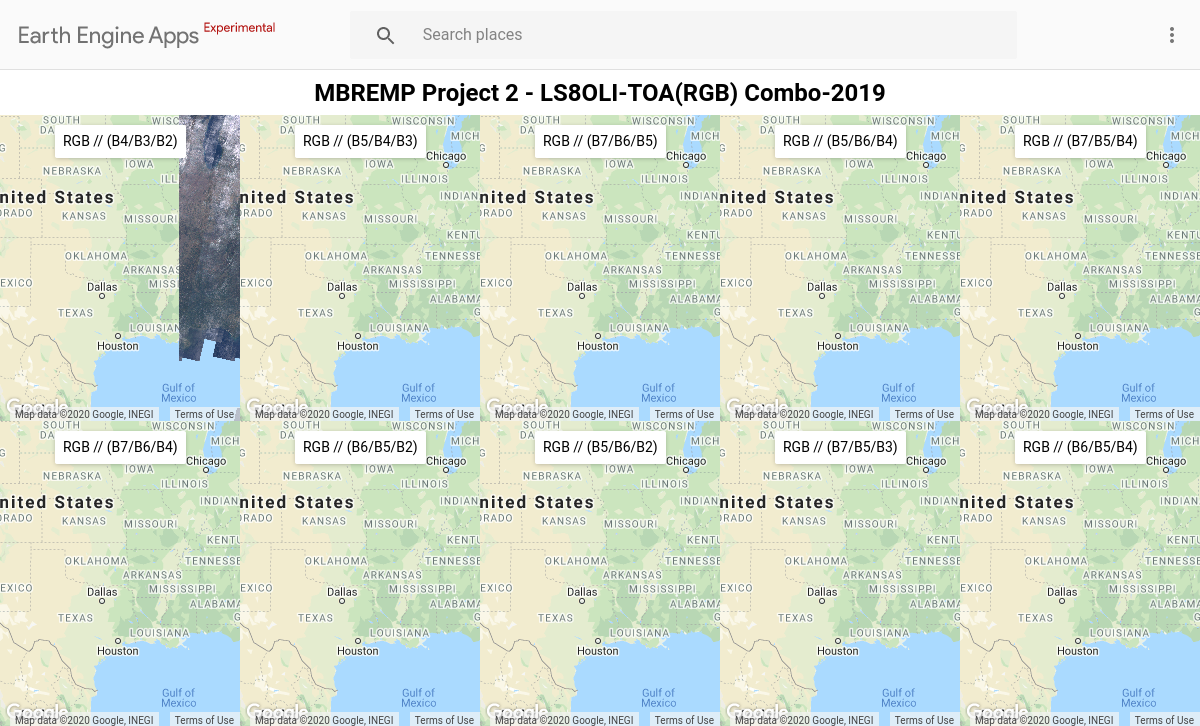 Earth Engine Apps Experimental
Search places
MBREMP Project 2 - LS8OLI-TOA(RGB) Combo-2019
RGB // (B4/B3/B2)
SOUTH
WISC
NEBRASKA
IOWA
ILL
nited States
ORADO
KANSAS
MISSOURI
OKLAHOMA
ARKANSAS
EXICO
Dallas
MISS
TEXAS
LOUISIAN
Houston
Gulf of
Mexico
Google
Map data ©2020 Google, INEGI
Terms of Use
RGB // (B5/B4/B3)
SOUTH
WISCONSIN
MICH
Chicago
NEBRASKA
IOWA
ILLINOIS
INDIAN
nited States
ORADO
KANSAS
MISSOURI
KENTU
OKLAHOMA
TENNESSE
ARKANSAS
EXICO
Dallas
MISSISSIPPI
ALABAMA
TEXAS
LOUISIANA
Houston
Gulf of
Mexico
Google
Map data ©2020 Google, INEGI
Terms of Use
RGB // (B7/B6/B5)
SOUTH
WISCONSIN
MICH
Chicago
NEBRASKA
IOWA
ILLINOIS
INDIAN
nited States
ORADO
KANSAS
MISSOURI
KENTU
OKLAHOMA
TENNESSE
ARKANSAS
EXICO
Dallas
MISSISSIPPI
ALABAMA
TEXAS
LOUISIANA
Houston
Gulf of
Mexico
Google
Map data ©2020 Google, INEGI
Terms of Use
RGB // (B5/B6/B4)
SOUTH
WISCONSIN
MICH
Chicago
NEBRASKA
IOWA
ILLINOIS
INDIAN
nited States
ORADO
KANSAS
MISSOURI
KENTU
OKLAHOMA
TENNESSE
ARKANSAS
EXICO
Dallas
MISSISSIPPI
ALABAMA
TEXAS
LOUISIANA
Houston
Gulf of
Mexico
Google
Map data ©2020 Google, INEGI
Terms of Use
RGB // (B7/B5/B4)
SOUTH
WISCONSIN
MICH
Chicago
NEBRASKA
IOWA
ILLINOIS
INDIAN
nited States
ORADO
KANSAS
MISSOURI
KENTU
OKLAHOMA
TENNESSE
ARKANSAS
EXICO
Dallas
MISSISSIPPI
ALABAMA
TEXAS
LOUISIANA
Houston
Gulf of
Mexico
Google
Map data ©2020 Google, INEGI
Terms of Use
RGB // (B7/B6/B4)
WISCONSIN
MICH
Chicago
NEBRASKA
IOWA
ILLINOIS
INDIAN
nited States
ORADO
KANSAS
MISSOURI
KENTU
OKLAHOMA
TENNESSE
ARKANSAS
EXICO
Dallas
MISSISSIPPI
ALABAMA
TEXAS
LOUISIANA
Houston
Gulf of
Mexico
Google
Map data ©2020 Google, INEGI
Terms of Use
RGB // (B6/B5/B2)
WISCONSIN
MICH
Chicago
NEBRASKA
IOWA
ILLINOIS
INDIAN
nited States
ORADO
KANSAS
MISSOURI
KENTU
OKLAHOMA
TENNESSE
ARKANSAS
EXICO
Dallas
MISSISSIPPI
ALABAMA
TEXAS
LOUISIANA
Houston
Gulf of
Mexico
Google
Map data ©2020 Google, INEGI
Terms of Use
RGB // (B5/B6/B2)
WISCONSIN
MICH
Chicago
NEBRASKA
IOWA
ILLINOIS
INDIAN
nited States
ORADO
KANSAS
MISSOURI
KENTU
OKLAHOMA
TENNESSE
ARKANSAS
EXICO
Dallas
MISSISSIPPI
ALABAMA
TEXAS
LOUISIANA
Houston
Gulf of
Mexico
Google
Map data ©2020 Google, INEGI
Terms of Use
RGB // (B7/B5/B3)
WISCONSIN
MICH
Chicago
NEBRASKA
IOWA
ILLINOIS
INDIAN
nited States
ORADO
KANSAS
MISSOURI
KENTU
OKLAHOMA
TENNESSE
ARKANSAS
EXICO
Dallas
MISSISSIPPI
ALABAMA
TEXAS
LOUISIANA
Houston
Gulf of
Mexico
Google
Map data ©2020 Google, INEGI
Terms of Use
RGB // (B6/B5/B4)
WISCONSIN
MICH
Chicago
NEBRASKA
IOWA
ILLINOIS
INDIAN
nited States
ORADO
KANSAS
MISSOURI
KENTU
OKLAHOMA
TENNESSE
ARKANSAS
EXICO
Dallas
MISSISSIPPI
ALABAMA
TEXAS
LOUISIANA
Houston
Gulf of
Mexico
Google
Map data ©2020 Google, INEGI
Terms of Use